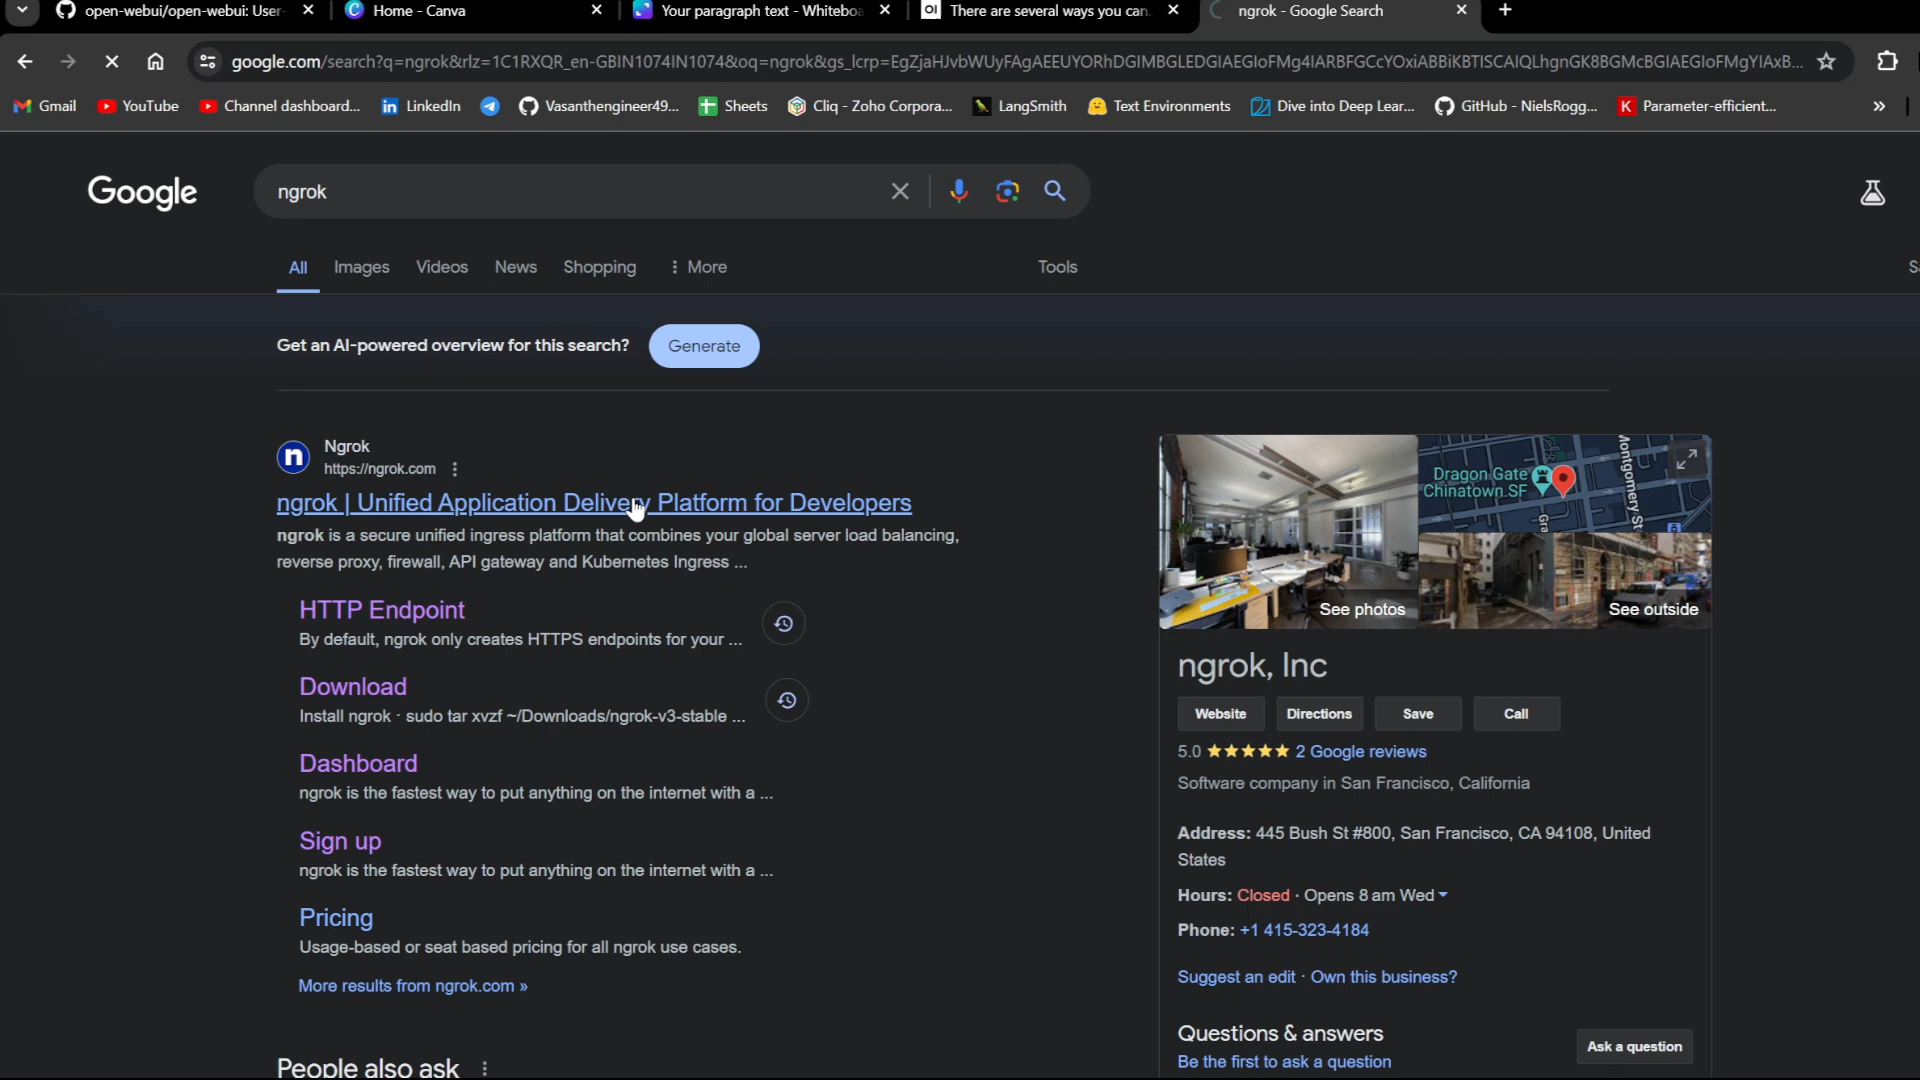 open-webui/open-webui: User-
Home - Canva
Your paragraph text - Whitebo
There are several ways you can
ngrok - Google Search
google.com/search?q=ngrok&rlz=1C1RXQR_en-GBIN1074IN1074&oq=ngrok&gs_lcrp=EgZjaHJvbWUyFAgAEEUYORhDGIMBGLEDGIAEGIoFMg4IARBFGCcYOxiABBiKBTISCAIQLhgnGK8BGMcBGIAEGIoFMgYIAxB...
Gmail
YouTube
Channel dashboard...
LinkedIn
Vasanthengineer49...
Sheets
Cliq - Zoho Corpora...
LangSmith
Text Environments
Dive into Deep Lear...
GitHub - NielsRogg...
Parameter-efficient...
Google
ngrok
All
Images
Videos
News
Shopping
More
Tools
Get an AI-powered overview for this search?
Generate
Ngrok
https://ngrok.com
ngrok | Unified Application Delivery Platform for Developers
ngrok is a secure unified ingress platform that combines your global server load balancing,
reverse proxy, firewall, API gateway and Kubernetes Ingress ...
HTTP Endpoint
By default, ngrok only creates HTTPS endpoints for your ...
Download
Install ngrok · sudo tar xvzf ~/Downloads/ngrok-v3-stable ...
Dashboard
ngrok is the fastest way to put anything on the internet with a ...
Sign up
ngrok is the fastest way to put anything on the internet with a ...
Pricing
Usage-based or seat based pricing for all ngrok use cases.
More results from ngrok.com »
People also ask
Dragon Gate
Chinatown SF
Montgomery St
Gra
See photos
See outside
ngrok, Inc
Website
Directions
Save
Call
5.0 ★★★★★ 2 Google reviews
Software company in San Francisco, California
Address: 445 Bush St #800, San Francisco, CA 94108, United
States
Hours: Closed · Opens 8 am Wed
Phone: +1 415-323-4184
Suggest an edit · Own this business?
Questions & answers
Be the first to ask a question
Ask a question